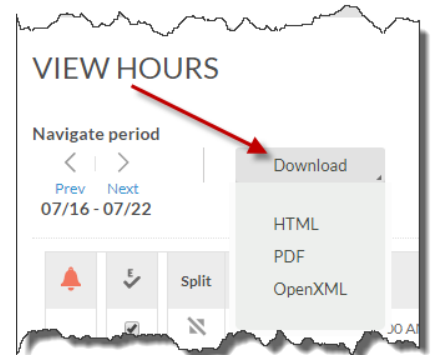 VIEW HOURS
Navigate period
Download
Prev Next
07/16 - 07/22
HTML
PDF
OpenXML
E
Split